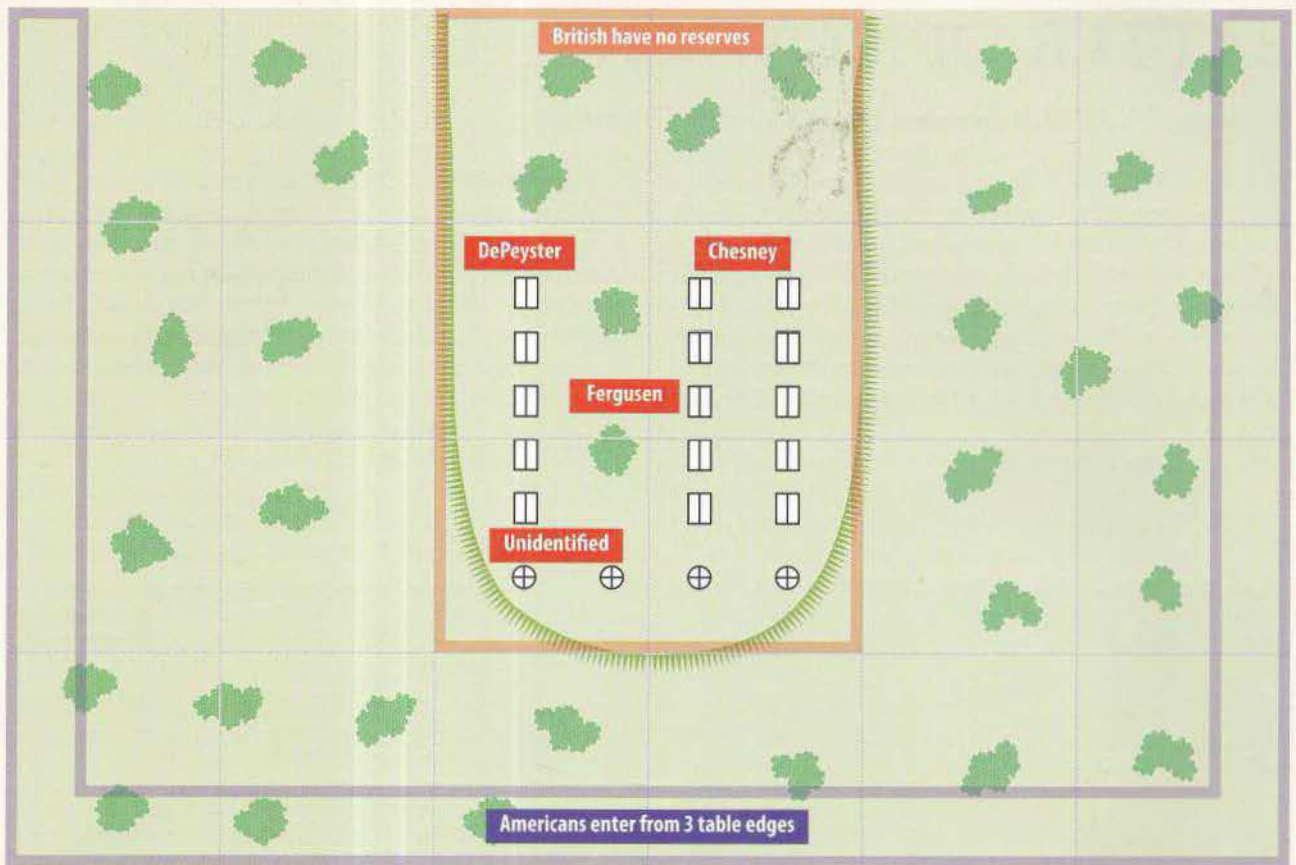 British have no reserves
DePeyster
Chesney
Fergusen
Unidentified
Americans enter from 3 table edges